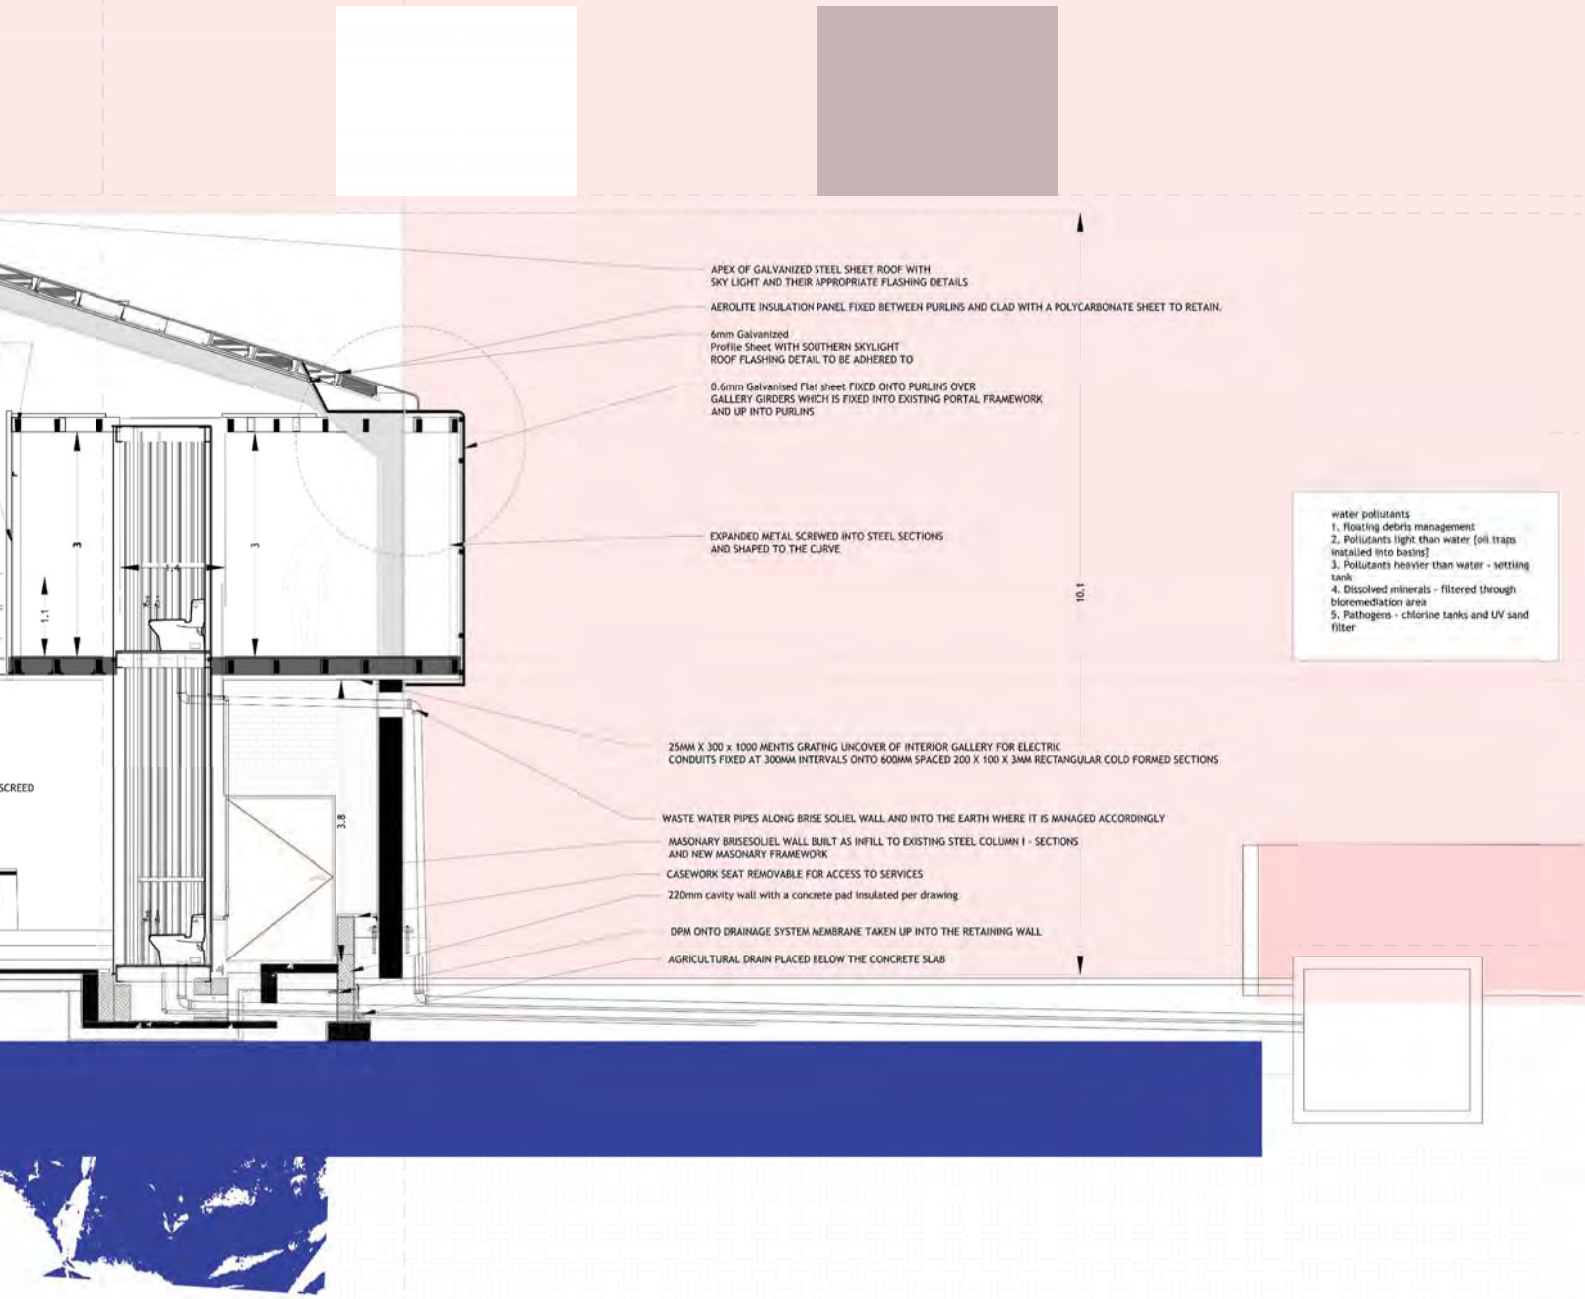 APEX OF GALVANIZED STEEL SHEET ROOF WITH
SKY LIGHT AND THEIR APPROPRIATE FLASHING DETAILS
AEROLITE INSULATION PANEL FIXED BETWEEN PURLINS AND CLAD WITH A POLYCARBONATE SHEET TO RETAIN.
6mm Galvanized
Profile Sheet WITH SOUTHERN SKYLIGHT
ROOF FLASHING DETAIL TO BE ADHERED TO
0.6mm Galvanised Flat sheet FIXED ONTO PURLINS OVER
GALLERY GIRDERS WHICH IS FIXED INTO EXISTING PORTAL FRAMEWORK
AND UP INTO PURLINS
EXPANDED METAL SCREWED INTO STEEL SECTIONS
AND SHAPED TO THE CURVE
3
1.4
3
1.1
10.1
water pollutants
1. floating debris management
2. Pollutants light than water [oil traps
installed into basins]
3. Pollutants heavier than water - settling
tank
4. Dissolved minerals - filtered through
bioremediation area
5. Pathogens - chlorine tanks and UV sand
filter
25MM X 300 x 1000 MENTIS GRATING UNCOVER OF INTERIOR GALLERY FOR ELECTRIC
CONDUITS FIXED AT 300MM INTERVALS ONTO 600MM SPACED 200 X 100 X 3MM RECTANGULAR COLD FORMED SECTIONS
SCREED
3.8
WASTE WATER PIPES ALONG BRISE SOLIEL WALL AND INTO THE EARTH WHERE IT IS MANAGED ACCORDINGLY
MASONARY BRISESOLIEL WALL BUILT AS INFILL TO EXISTING STEEL COLUMN I - SECTIONS
AND NEW MASONARY FRAMEWORK
CASEWORK SEAT REMOVABLE FOR ACCESS TO SERVICES
220mm cavity wall with a concrete pad insulated per drawing
DPM ONTO DRAINAGE SYSTEM MEMBRANE TAKEN UP INTO THE RETAINING WALL
AGRICULTURAL DRAIN PLACED BELOW THE CONCRETE SLAB